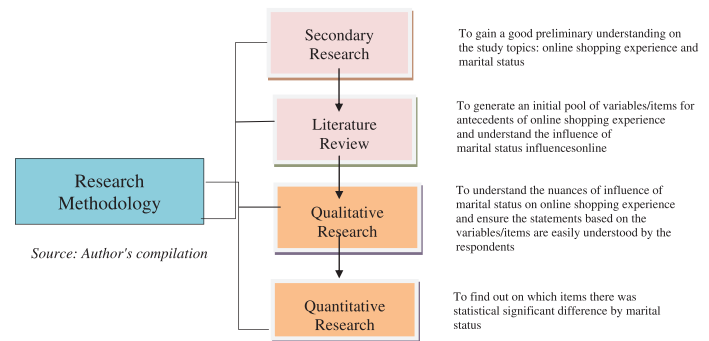 Secondary
Research
To gain a good preliminary understanding on
the study topics: online shopping experience and
marital status
Literature
Review
To generate an initial pool of variables/items for
antecedents of online shopping experience
and understand the influence of
marital status influencesonline
Research
Methodology
Qualitative
Research
To understand the nuances of influence of
marital status on online shopping experience
and ensure the statements based on the
variables/items are easily understood by the
respondents
Source: Author's compilation
Quantitative
Research
To find out on which items there was
statistical significant difference by marital
status